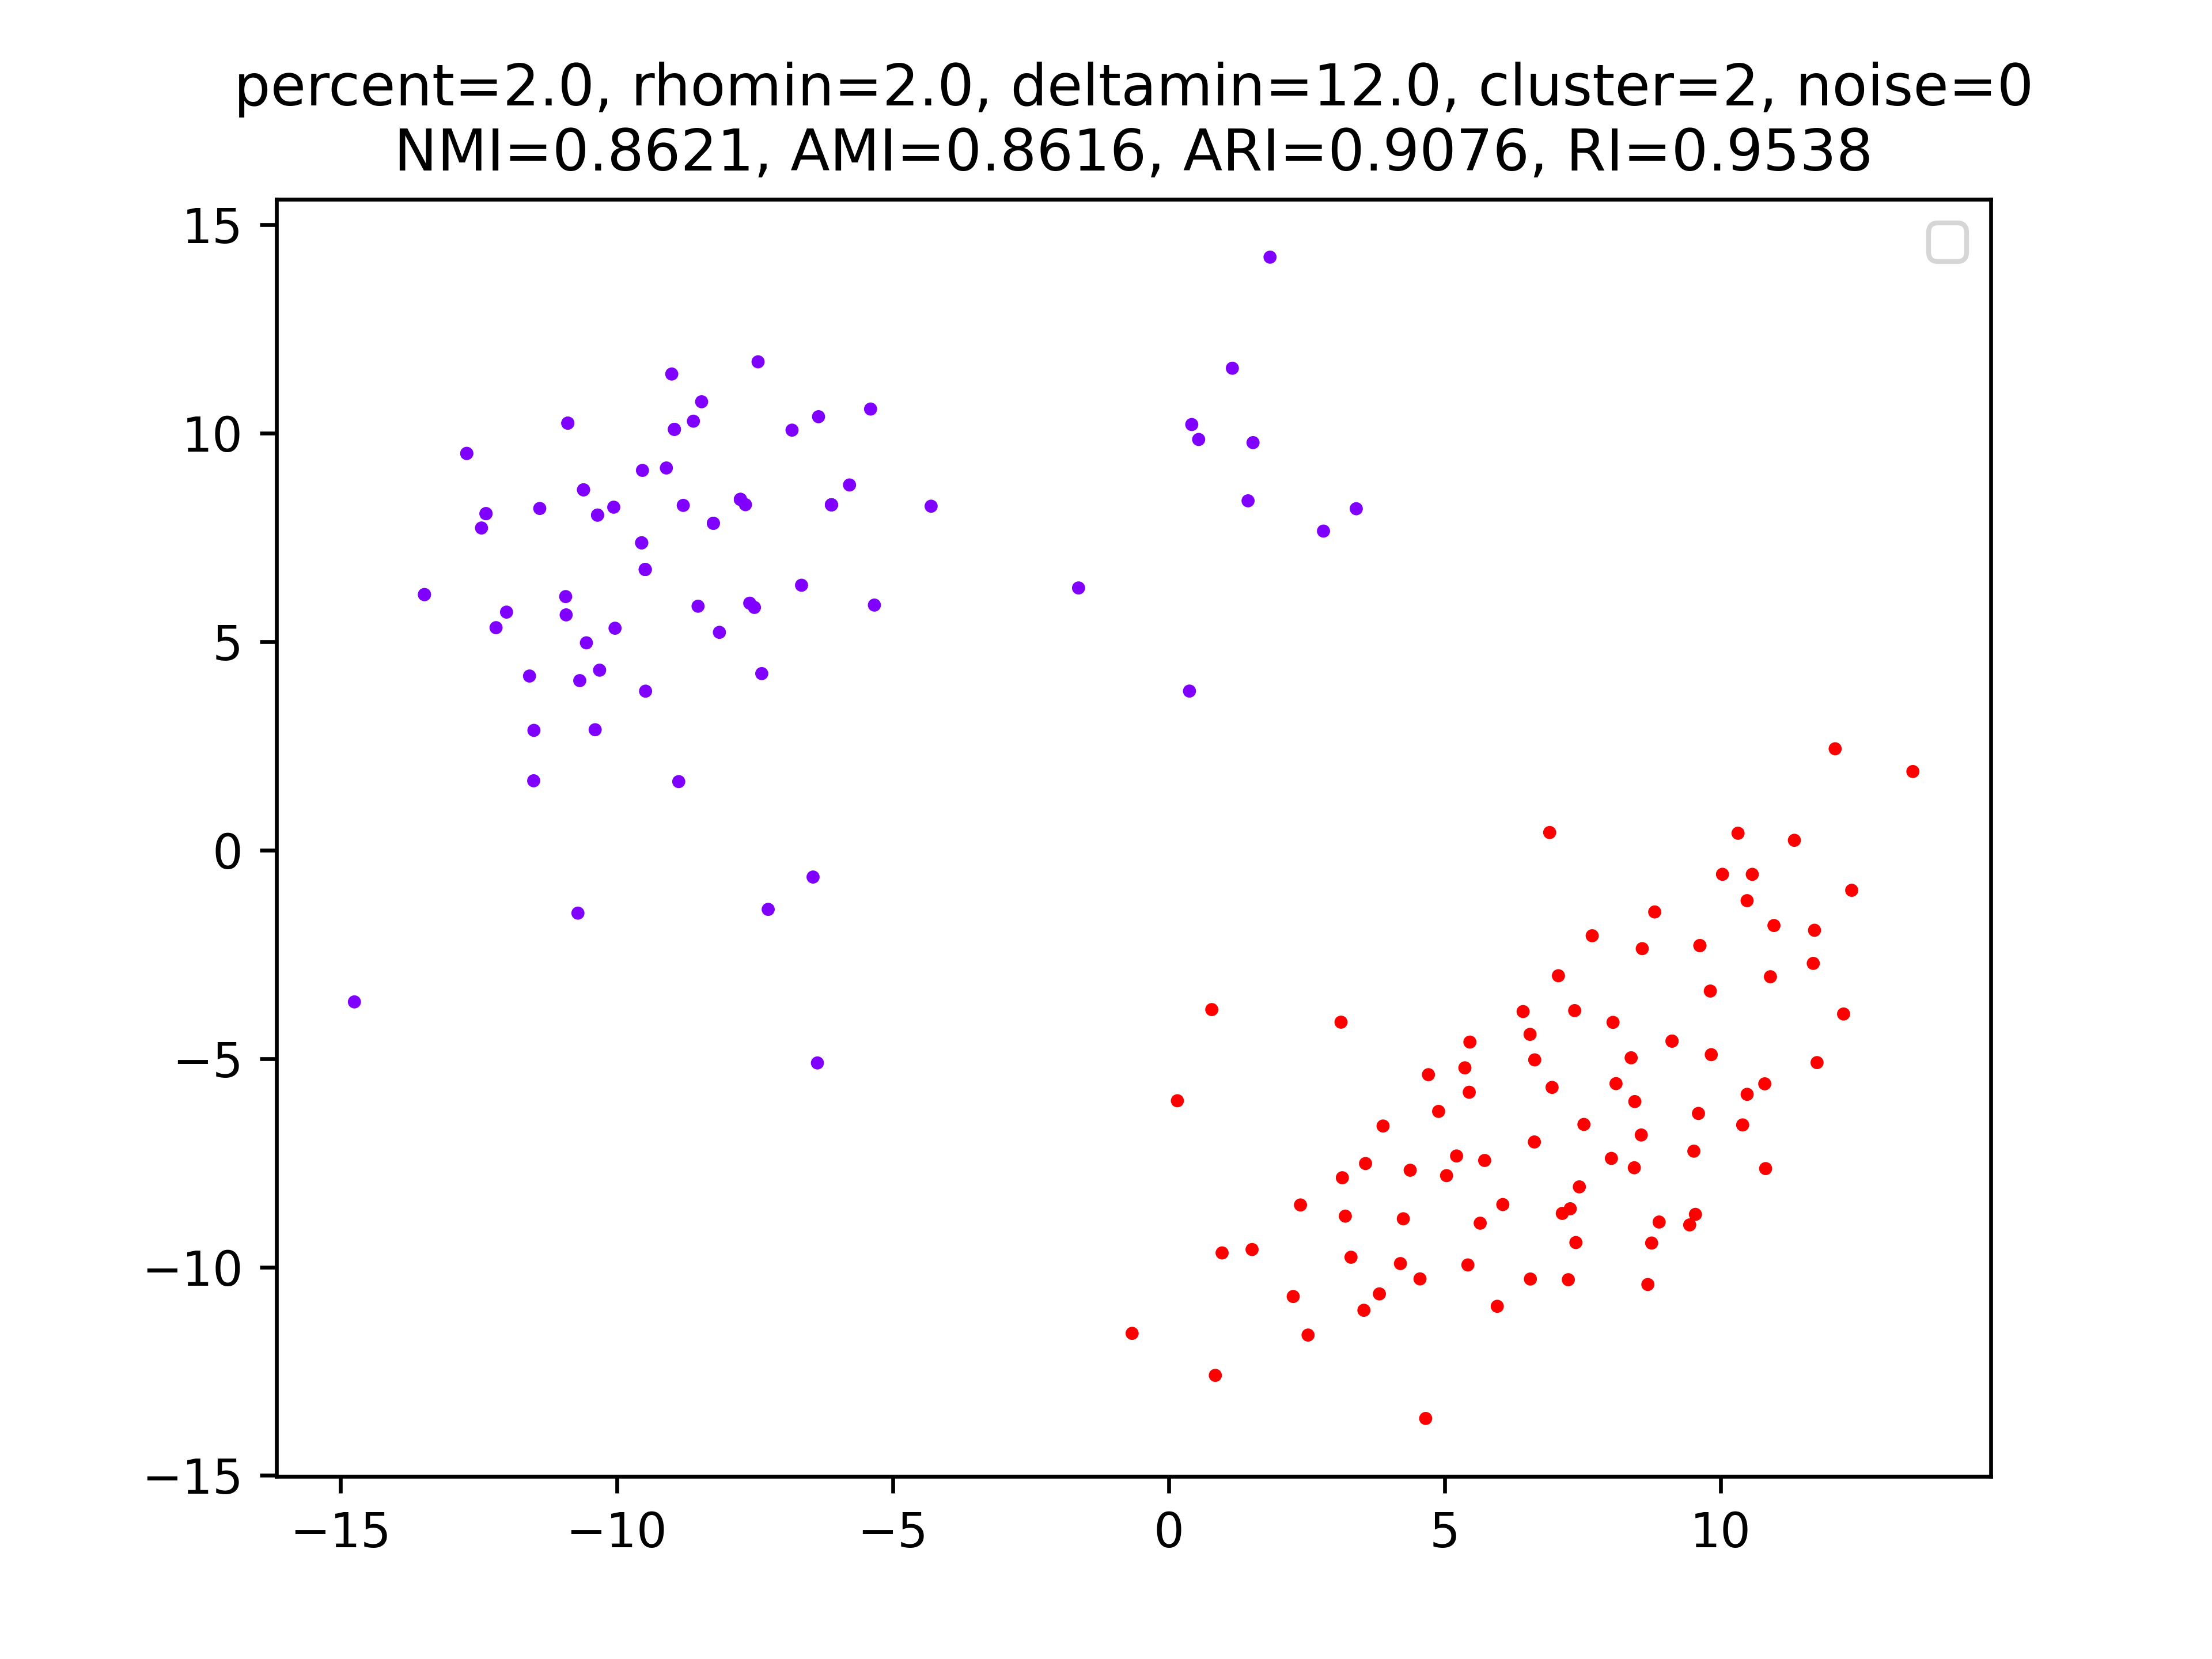 percent=2.0, rhomin=2.0, deltamin=12.0, cluster=2, noise=0
NMI=0.8621, AMI=0.8616, ARI=0.9076, RI=0.9538
15
10
5
0
−5
−10
−15
−15 −10 −5 0 5 10